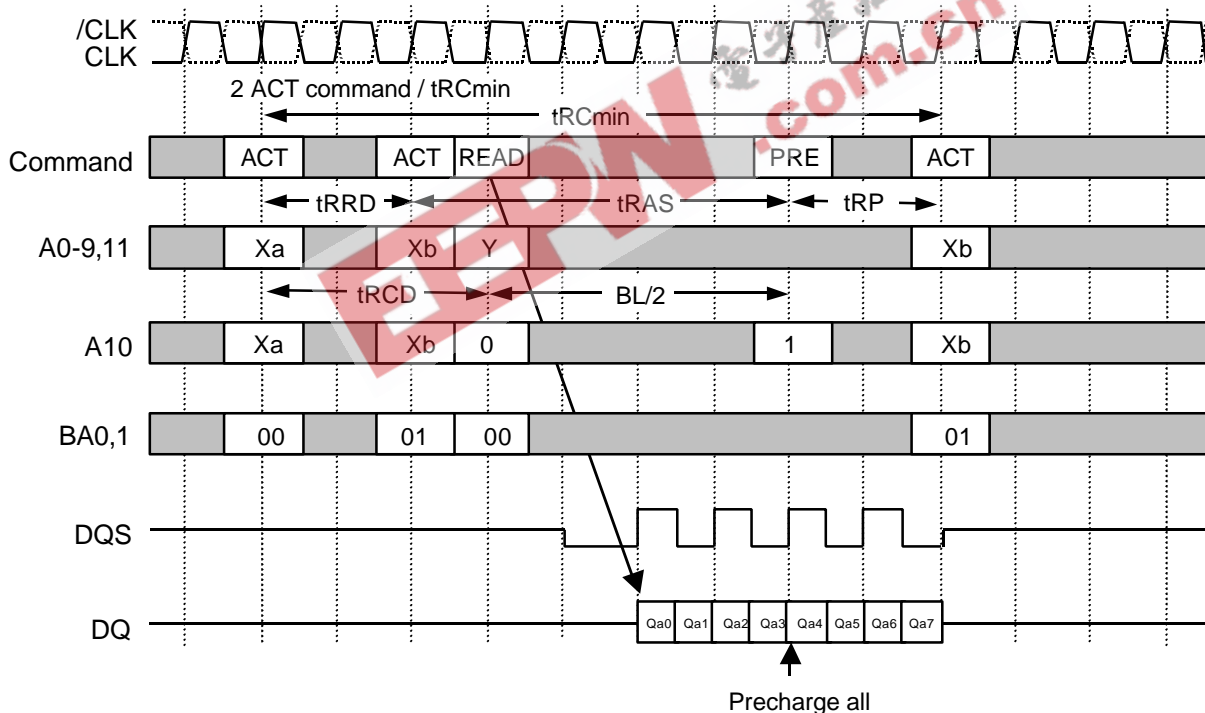 /CLK
CLK
2 ACT command / tRCmin
tRCmin
Command ACT ACT READ PRE ACT
tRRD tRAS tRP
A0-9,11 Xa Xb Y Xb
tRCD BL/2
A10 Xa Xb 0 1 Xb
BA0,1 00 01 00 01
DQS
DQ Qa0 Qa1 Qa2 Qa3 Qa4 Qa5 Qa6 Qa7
Precharge all
EEPW
.com.cn